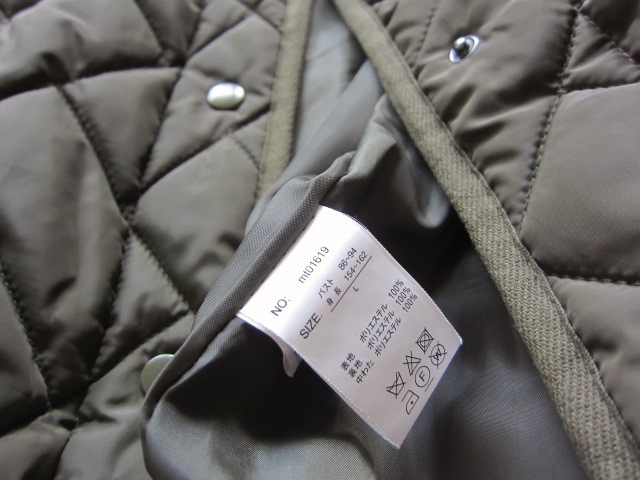 NO: mt01619
SIZE: バスト 86~94
身長 154~162
L
表地 ポリエステル 100%
裏地 ポリエステル 100%
中わた ポリエステル 100%
F